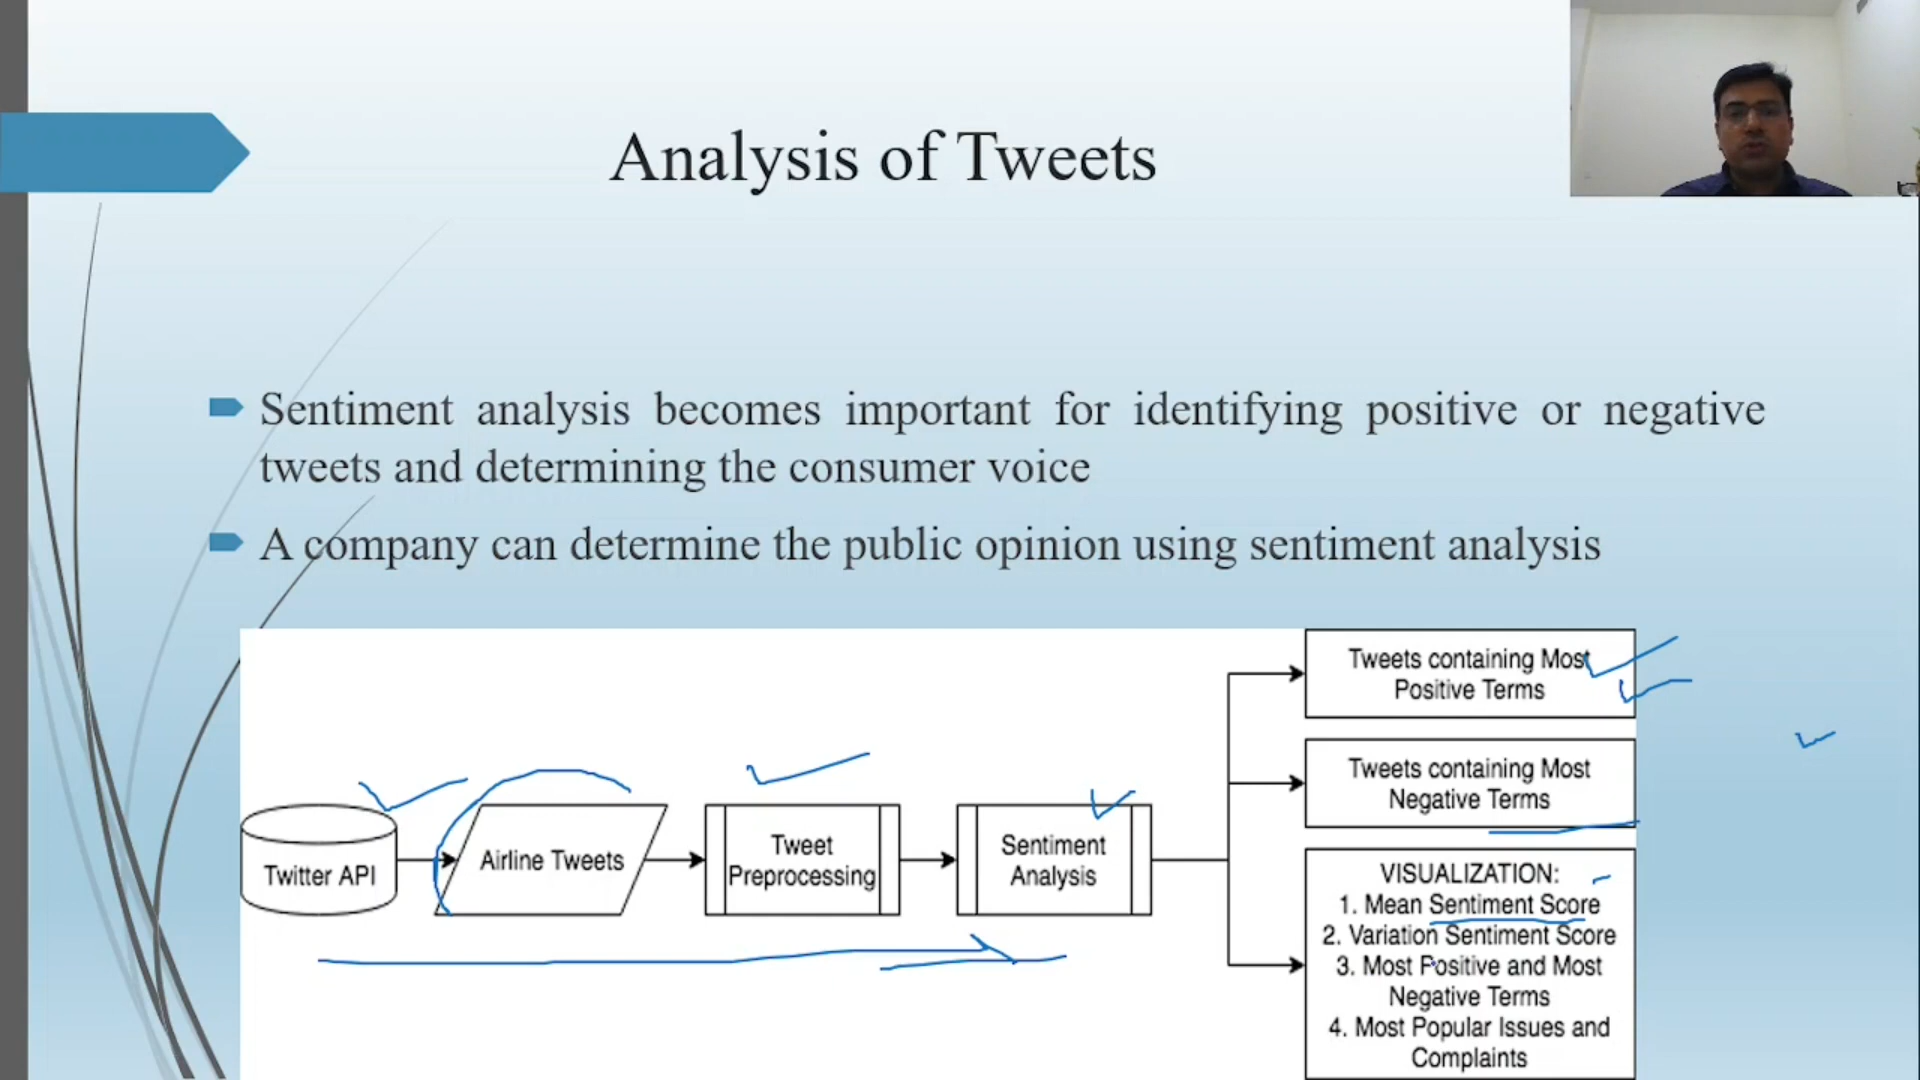 Analysis of Tweets
Sentiment analysis becomes important for identifying positive or negative
tweets and determining the consumer voice
A company can determine the public opinion using sentiment analysis
Twitter API
Airline Tweets
Tweet
Preprocessing
Sentiment
Analysis
Tweets containing Most
Positive Terms
Tweets containing Most
Negative Terms
VISUALIZATION:
1. Mean Sentiment Score
2. Variation Sentiment Score
3. Most Positive and Most
Negative Terms
4. Most Popular Issues and
Complaints